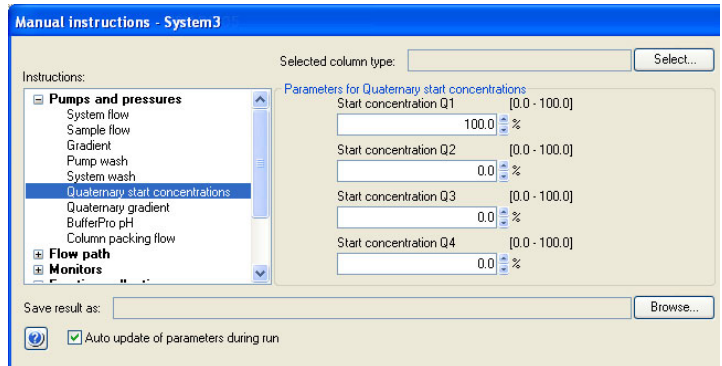 Manual instructions - System3
Selected column type:
Select...
Instructions:
Pumps and pressures
System flow
Sample flow
Gradient
Pump wash
System wash
Quaternary start concentrations
Quaternary gradient
BufferPro pH
Column packing flow
Flow path
Monitors
Parameters for Quaternary start concentrations
Start concentration Q1 [0.0 - 100.0]
100.0 %
Start concentration Q2 [0.0 - 100.0]
0.0 %
Start concentration Q3 [0.0 - 100.0]
0.0 %
Start concentration Q4 [0.0 - 100.0]
0.0 %
Save result as:
Browse...
Auto update of parameters during run